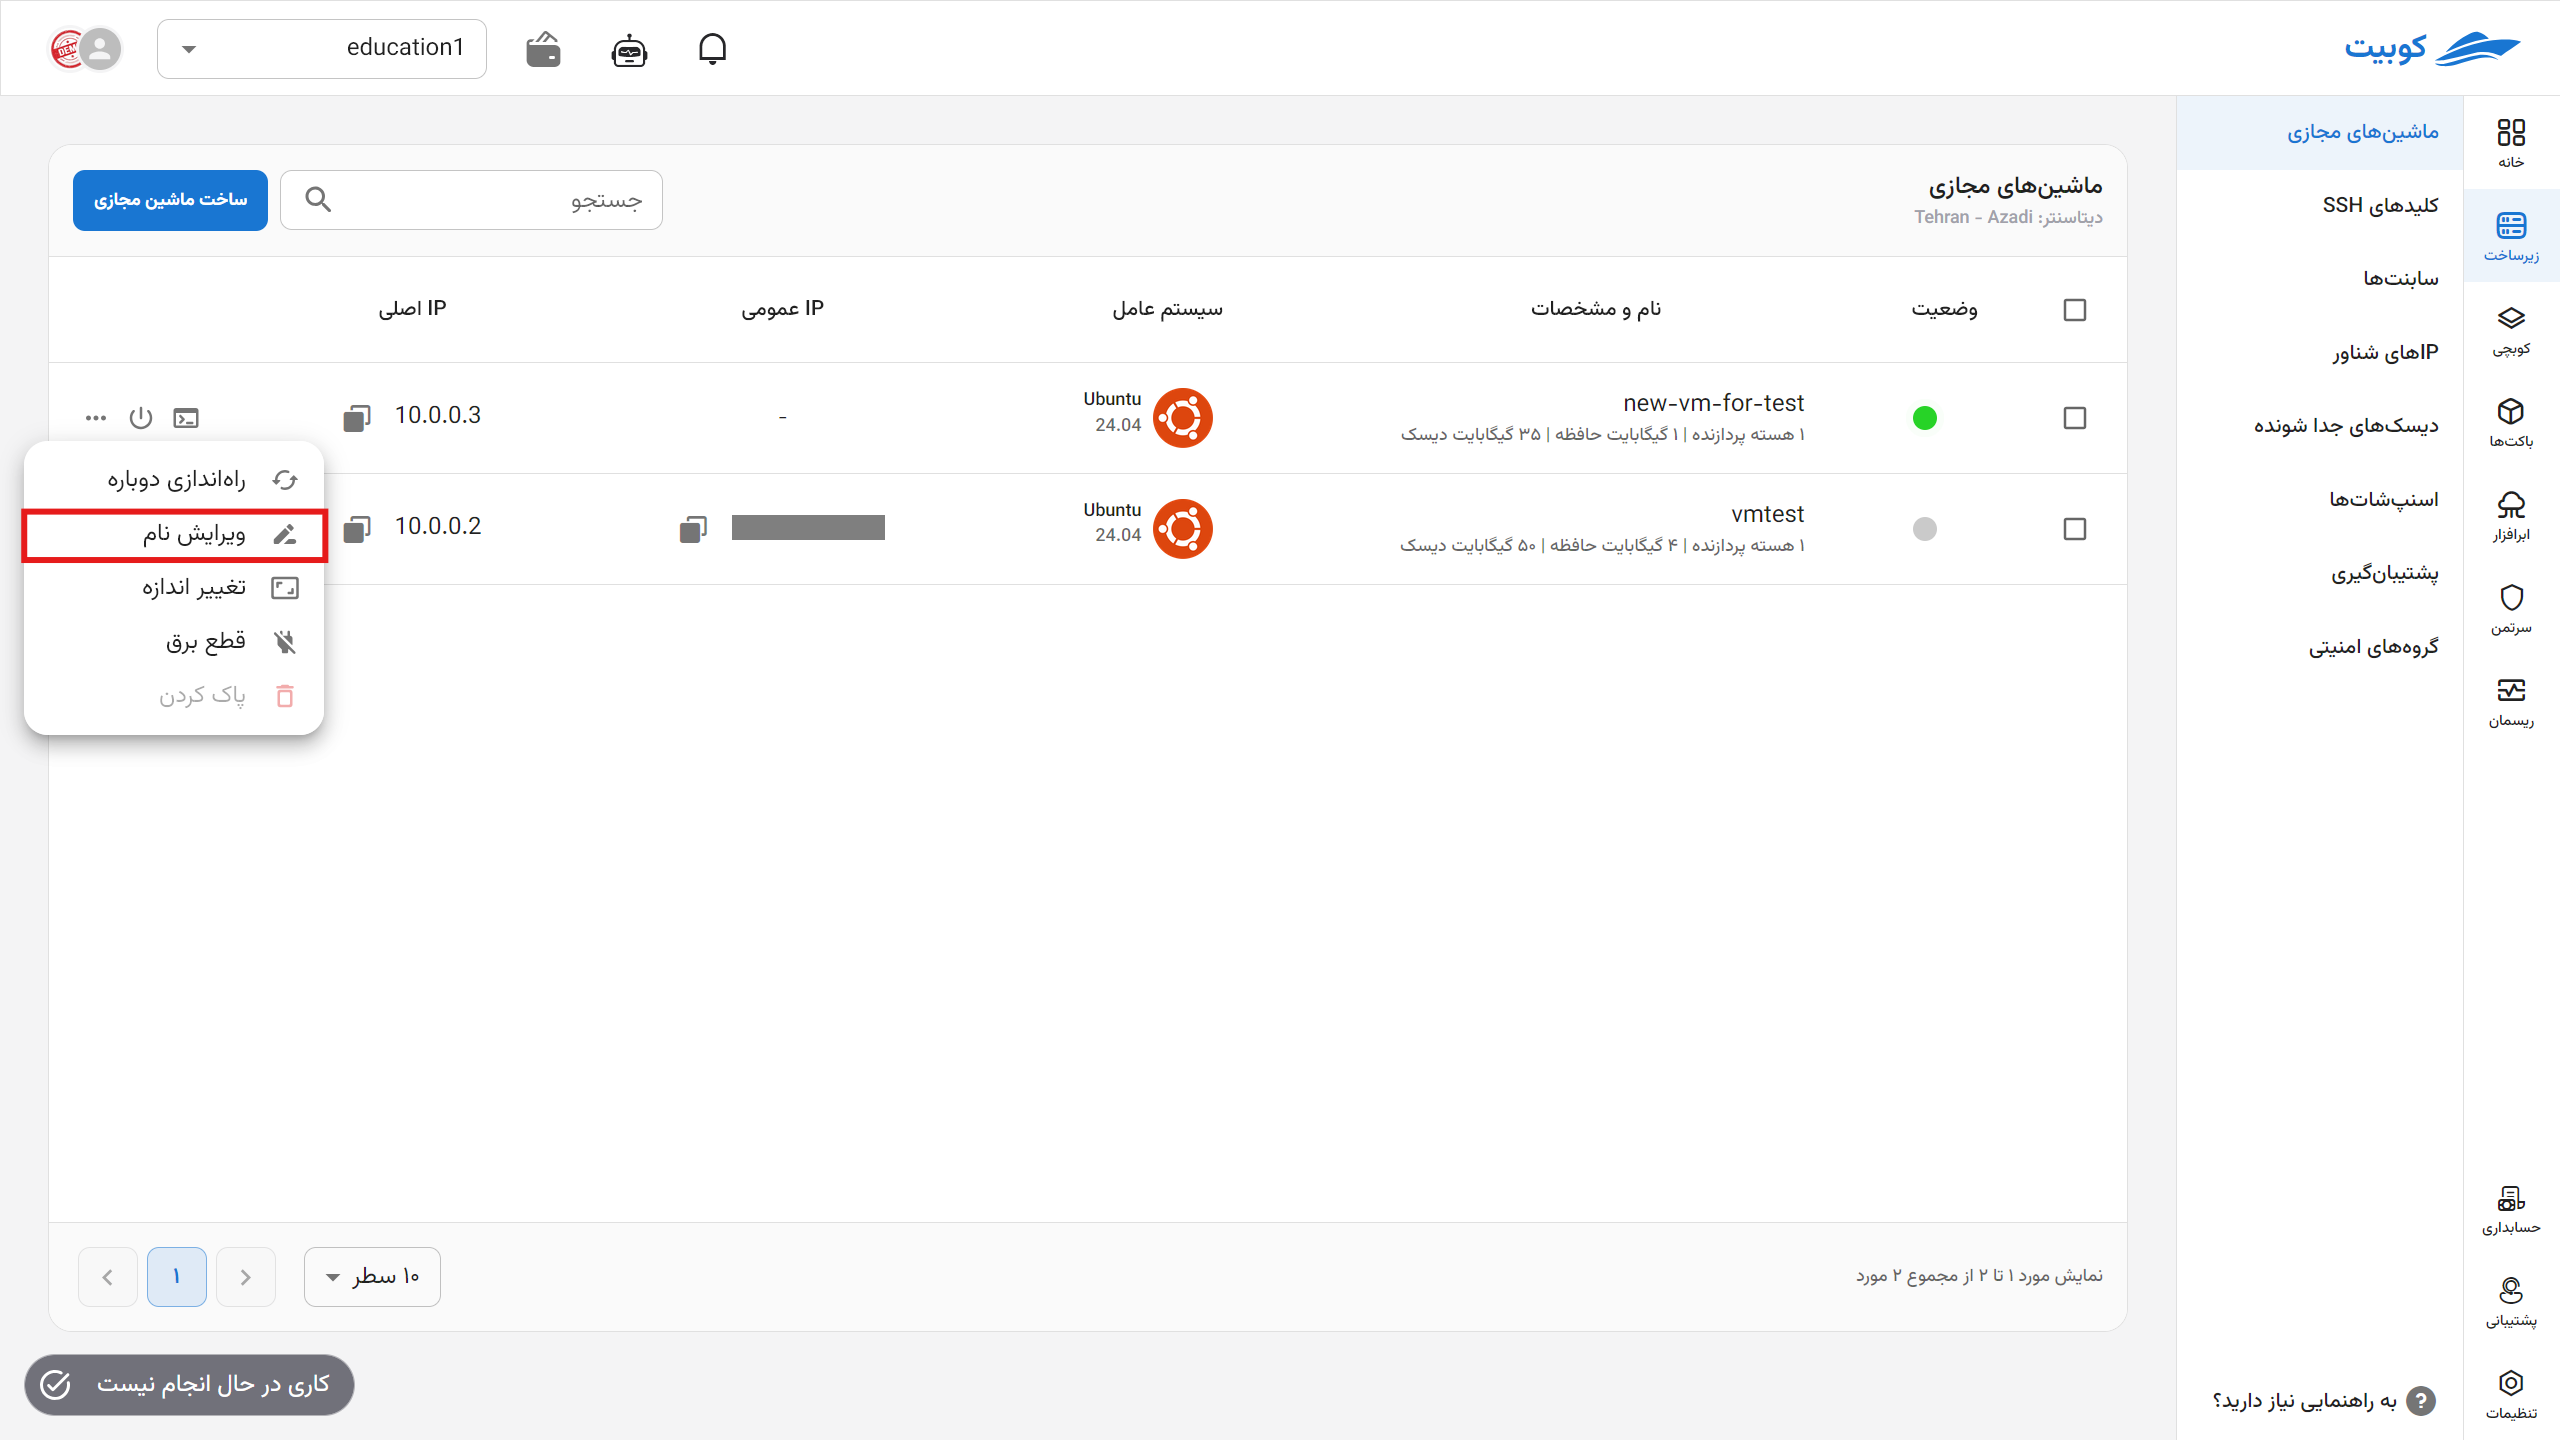 کوبیت
education1
DEMO
خانه
زیرساخت
کوبچی
باکت‌ها
ابرافزار
سرتمن
ریسمان
حسابداری
پشتیبانی
تنظیمات
ماشین‌های مجازی
کلیدهای SSH
سابنت‌ها
IPهای شناور
دیسک‌های جدا شونده
اسنپ‌شات‌ها
پشتیبان‌گیری
گروه‌های امنیتی
به راهنمایی نیاز دارید؟
ماشین‌های مجازی
دیتاسنتر: Tehran - Azadi
جستجو
ساخت ماشین مجازی
وضعیت
نام و مشخصات
سیستم عامل
IP عمومی
IP اصلی
new-vm-for-test
۱ هسته پردازنده | ۱ گیگابایت حافظه | ۳۵ گیگابایت دیسک
Ubuntu
24.04
-
10.0.0.3
vmtest
۱ هسته پردازنده | ۴ گیگابایت حافظه | ۵۰ گیگابایت دیسک
Ubuntu
24.04
10.0.0.2
راه‌اندازی دوباره
ویرایش نام
تغییر اندازه
قطع برق
پاک کردن
نمایش مورد ۱ تا ۲ از مجموع ۲ مورد
۱۰ سطر
۱
کاری در حال انجام نیست